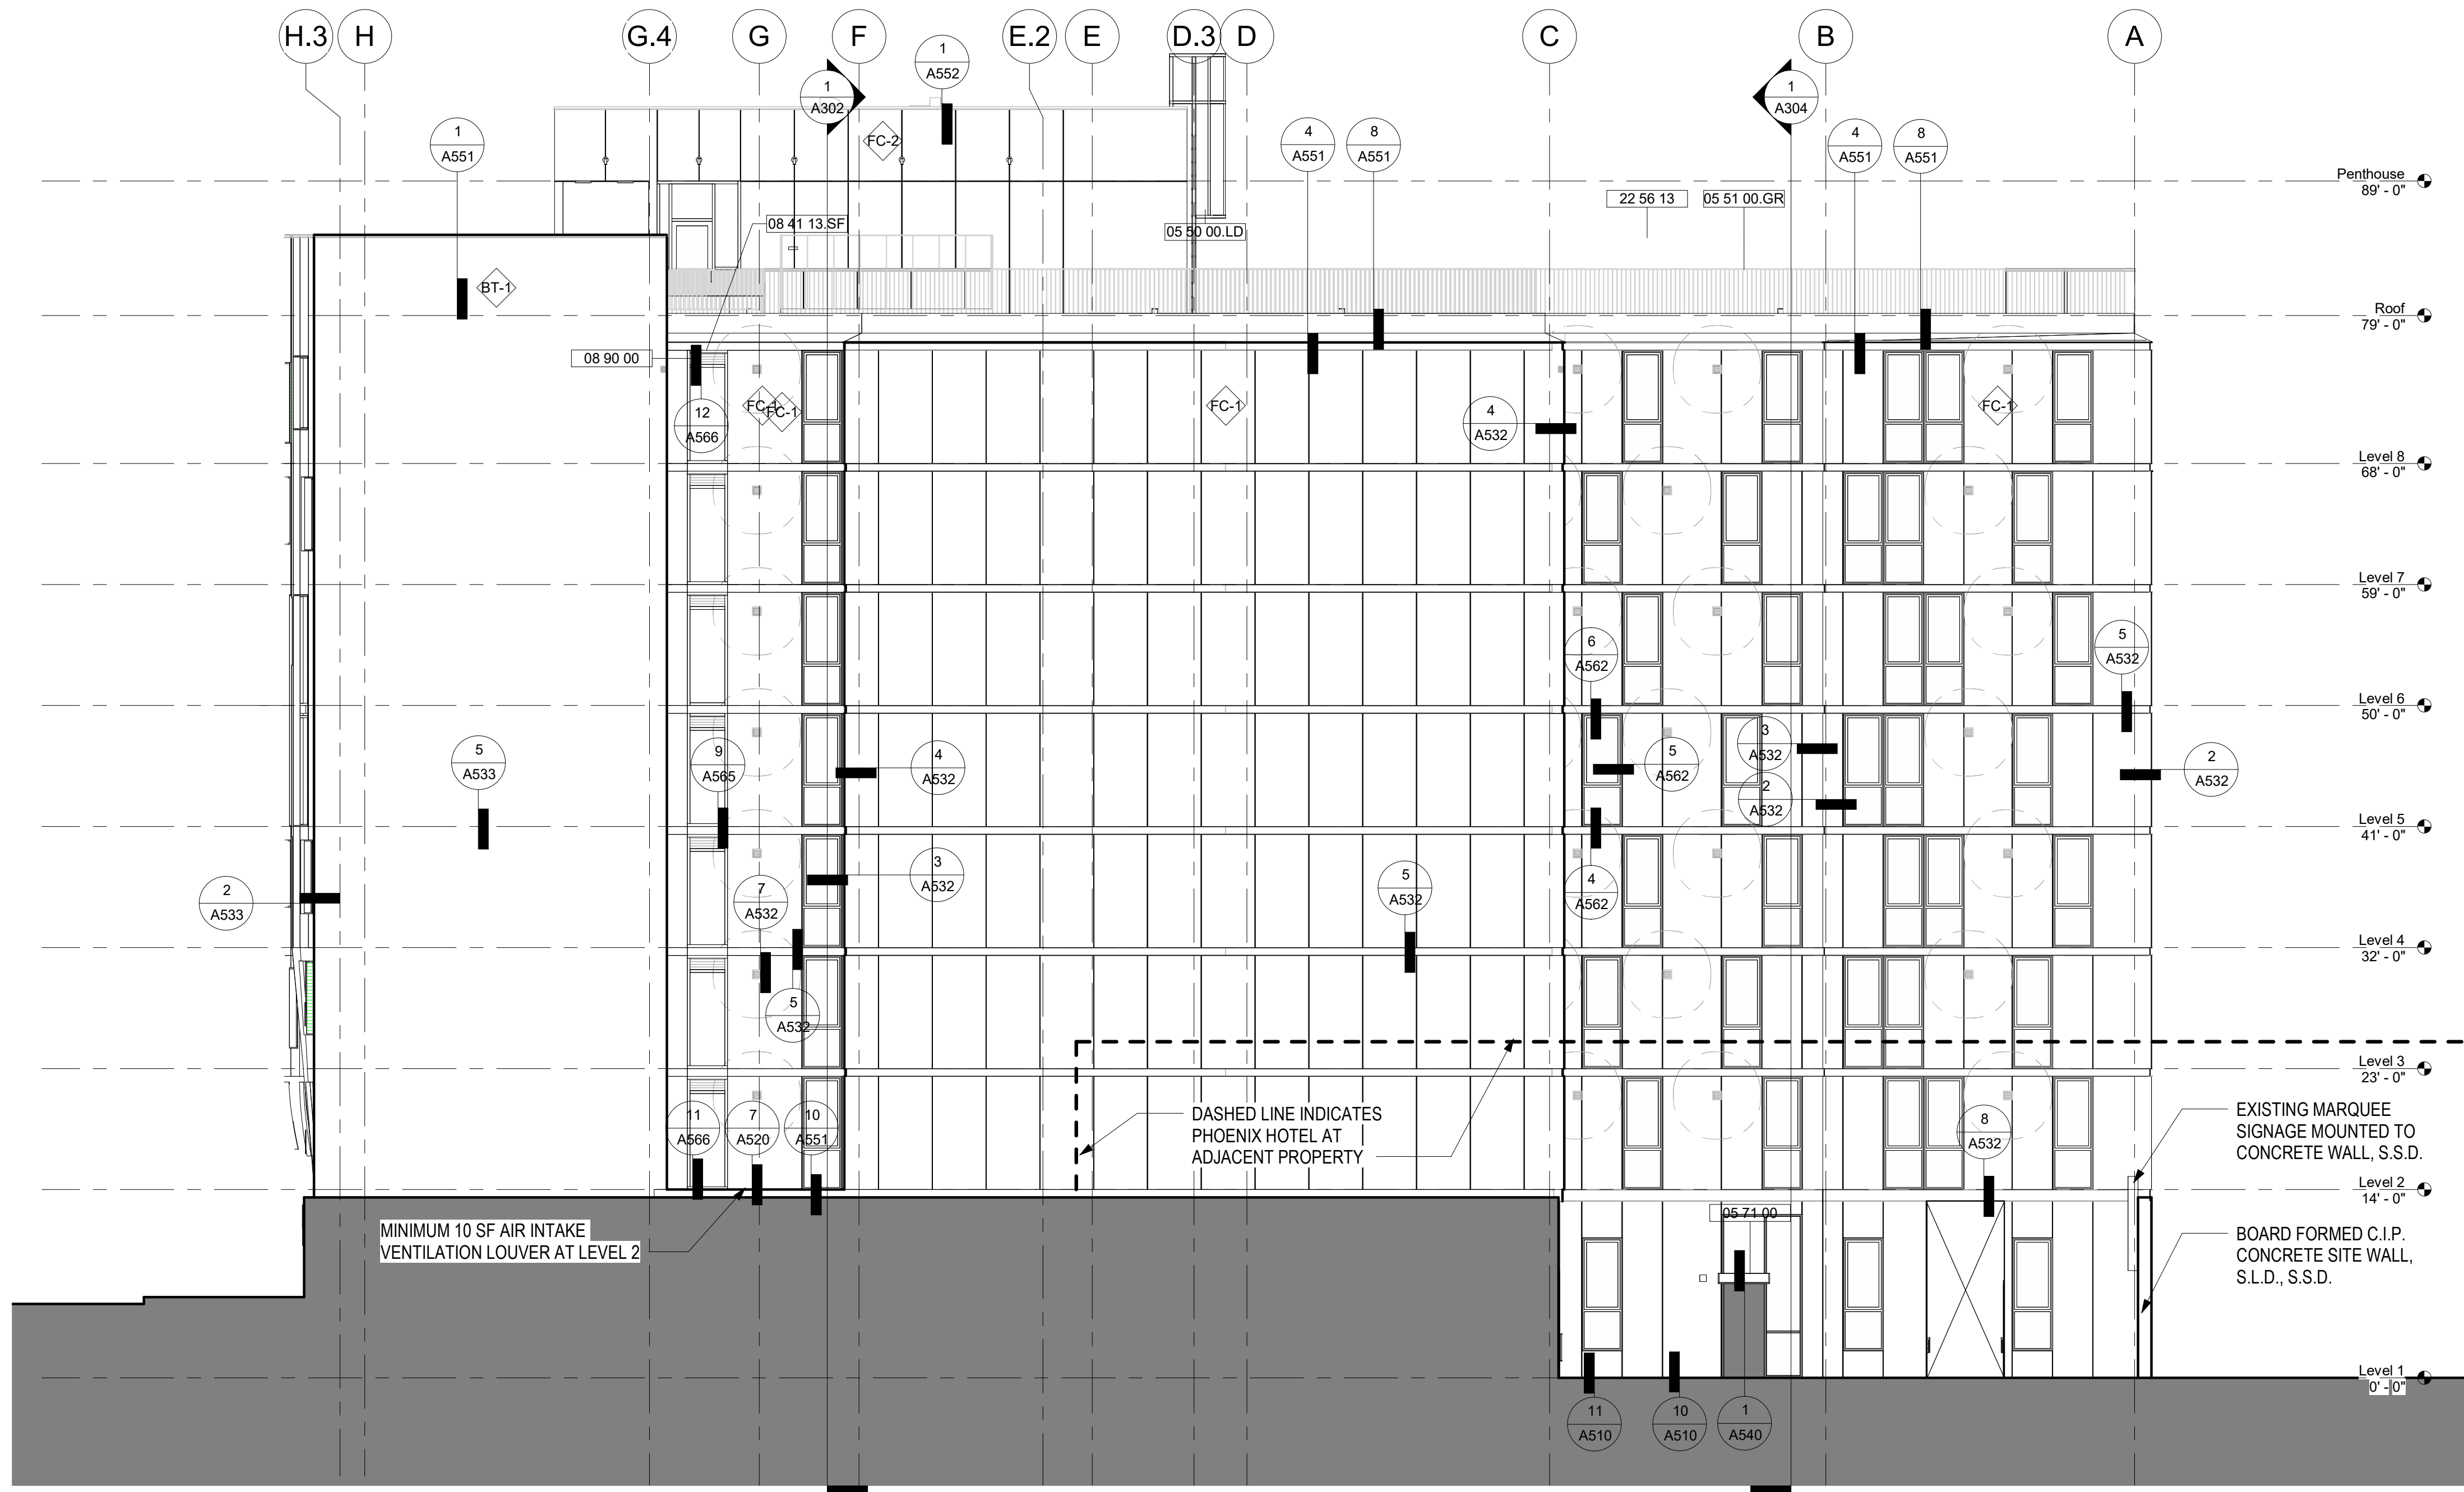 H.3
H
G.4
G
F
E.2
E
D.3
D
C
B
A
1
A552
1
A302
1
A304
FC-2
1
A551
4
A551
8
A551
4
A551
8
A551
Penthouse
89' - 0"
22 56 13
05 51 00.GR
08 41 13.SF
05 50 00.LD
BT-1
Roof
79' - 0"
08 90 00
FC-1
FC-1
FC-1
FC-1
12
A566
4
A532
Level 8
68' - 0"
Level 7
59' - 0"
6
A562
5
A532
Level 6
50' - 0"
5
A533
9
A565
4
A532
5
A562
3
A532
2
A532
2
A532
Level 5
41' - 0"
2
A533
7
A532
3
A532
5
A532
4
A562
Level 4
32' - 0"
5
A532
Level 3
23' - 0"
11
A566
7
A520
10
A551
DASHED LINE INDICATES
PHOENIX HOTEL AT
ADJACENT PROPERTY
8
A532
EXISTING MARQUEE
SIGNAGE MOUNTED TO
CONCRETE WALL, S.S.D.
Level 2
14' - 0"
05 71 00
MINIMUM 10 SF AIR INTAKE
VENTILATION LOUVER AT LEVEL 2
BOARD FORMED C.I.P.
CONCRETE SITE WALL,
S.L.D., S.S.D.
Level 1
0' - 0"
11
A510
10
A510
1
A540